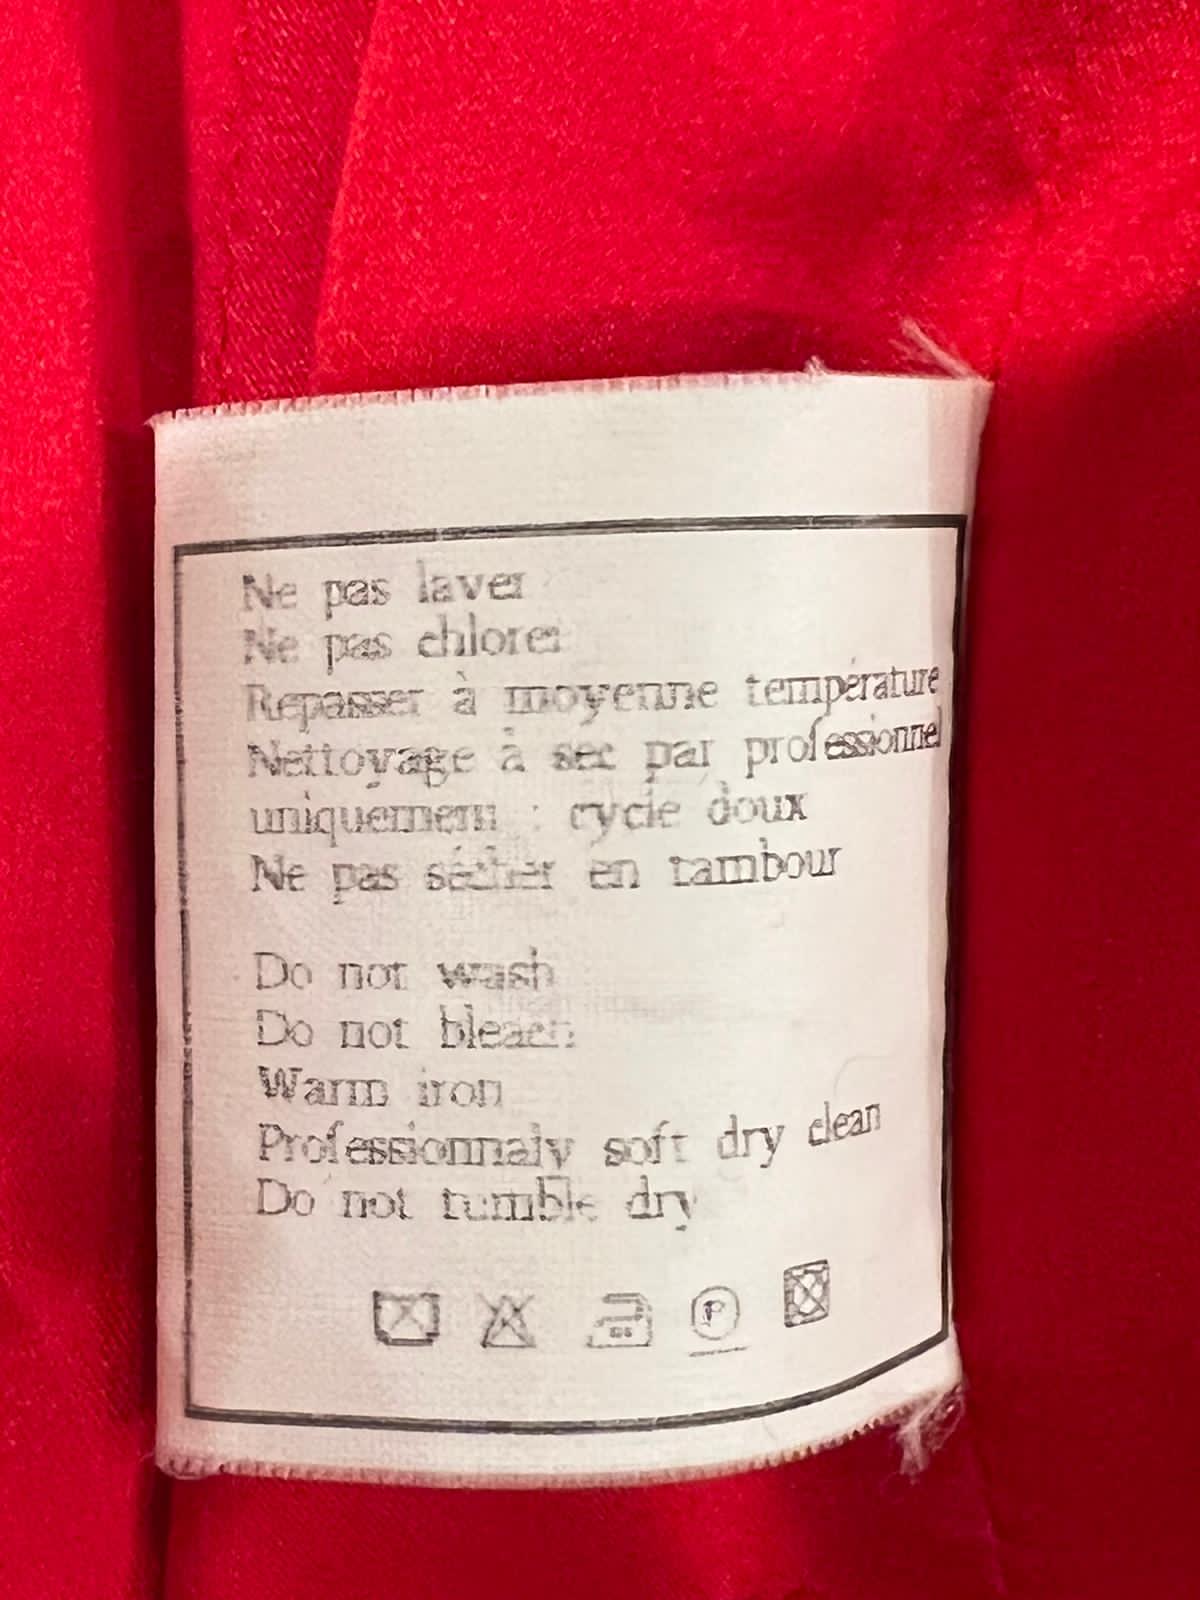 Ne pas laver
Ne pas chlorer
Repasser à moyenne température
Nettoyage à sec par professionnel
uniquement : cycle doux
Ne pas sécher en tambour
Do not wash
Do not bleach
Warm iron
Professionnaly soft dry clean
Do not tumble dry
P